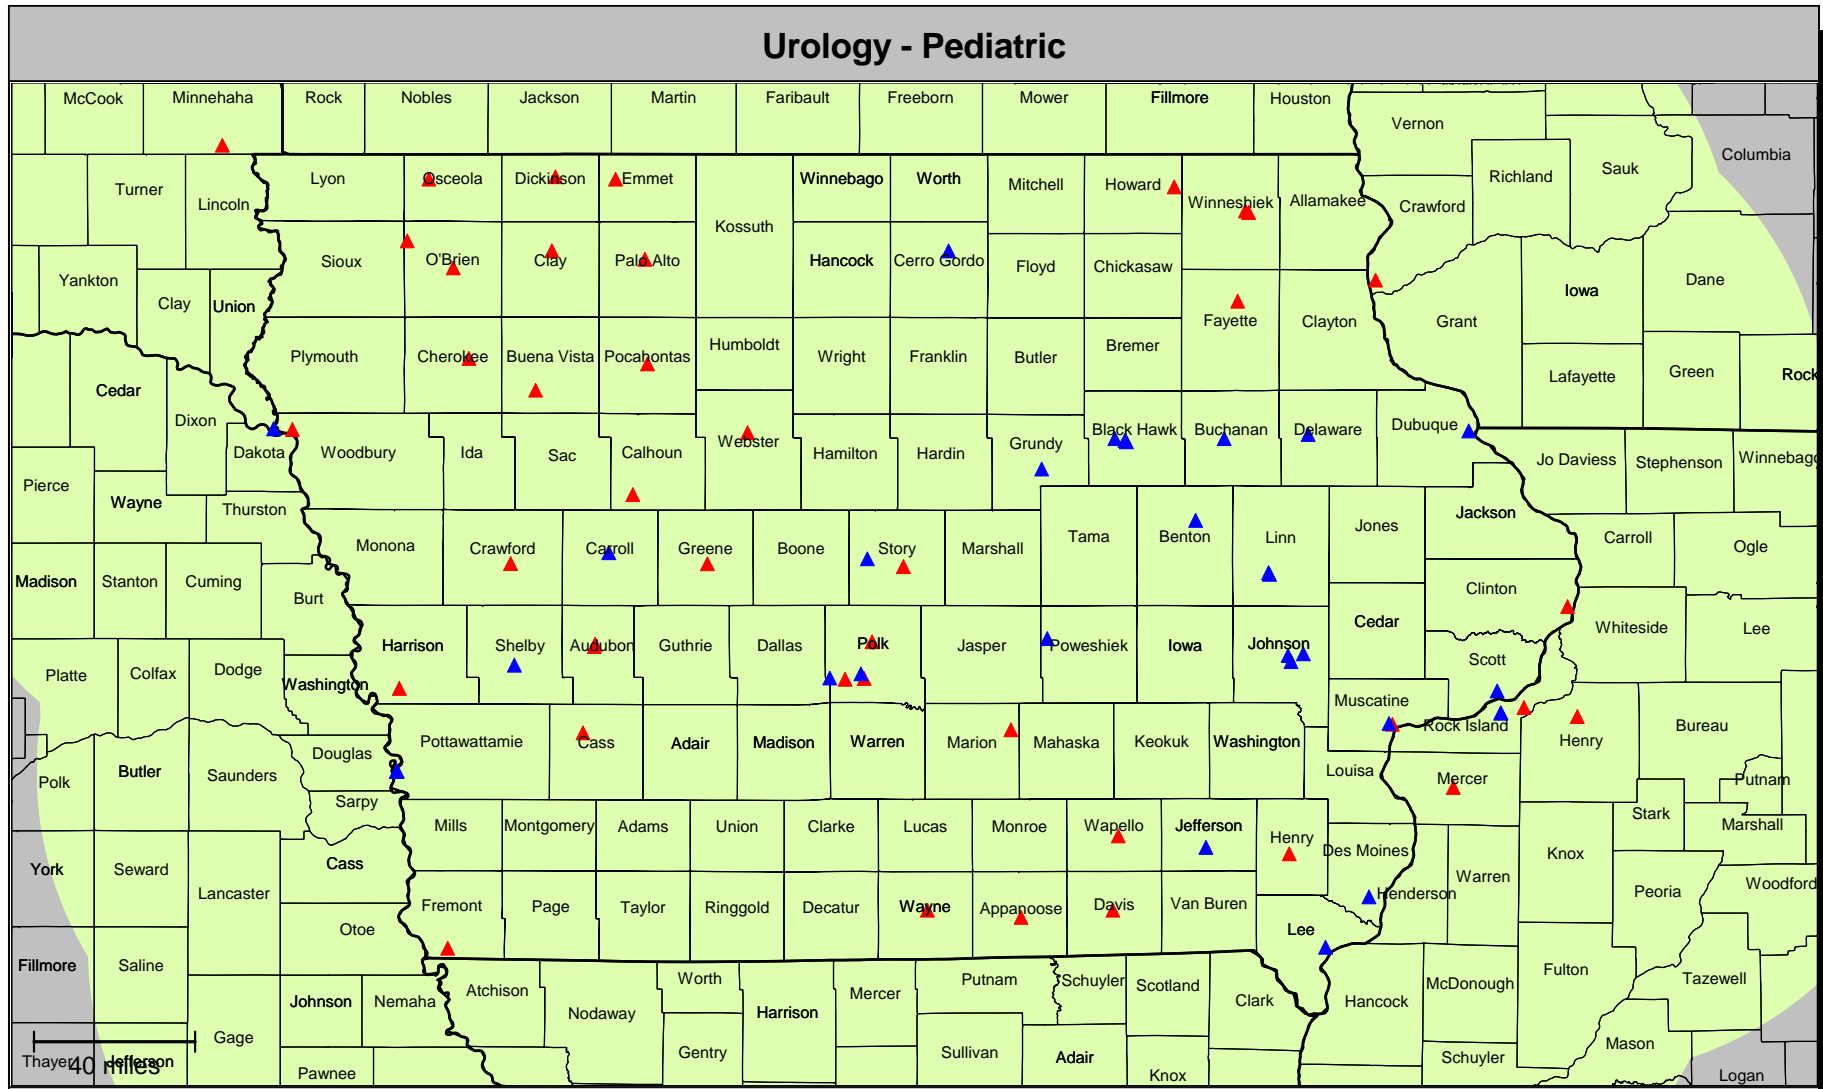 Urology - Pediatric
McCook Minnehaha Rock Nobles Jackson Martin Faribault Freeborn Mower Fillmore Houston
Vernon
Columbia
Turner Lyon Osceola Dickinson Emmet Winnebago Worth Mitchell Howard Richland Sauk
Lincoln Winneshiek Allamakee Crawford
Kossuth
Yankton Sioux O'Brien Clay Palo Alto Hancock Cerro Gordo Floyd Chickasaw Dane
Clay Union Iowa
Fayette Clayton Grant
Plymouth Cherokee Buena Vista Pocahontas Humboldt Wright Franklin Butler Bremer
Lafayette Green Rock
Cedar
Dixon Webster Grundy Black Hawk Buchanan Delaware Dubuque
Dakota Woodbury Ida Sac Calhoun Hamilton Hardin Jo Daviess Stephenson Winnebago
Pierce
Wayne Thurston Jackson
Monona Crawford Carroll Greene Boone Story Marshall Tama Benton Linn Jones Carroll Ogle
Madison Stanton Cuming Burt Clinton
Harrison Shelby Audubon Guthrie Dallas Polk Jasper Poweshiek Iowa Johnson Cedar Whiteside Lee
Platte Colfax Dodge Scott
Washington Muscatine
Rock Island Bureau
Douglas Pottawattamie Cass Adair Madison Warren Marion Mahaska Keokuk Washington Henry
Polk Butler Saunders Louisa Mercer Putnam
Sarpy
Mills Montgomery Adams Union Clarke Lucas Monroe Wapello Jefferson Henry Stark Marshall
York Seward Cass Des Moines Knox
Lancaster Henderson Warren Peoria Woodford
Fremont Page Taylor Ringgold Decatur Wayne Appanoose Davis Van Buren
Otoe Lee
Fillmore Saline Fulton Tazewell
Johnson Nemaha Atchison Worth Putnam Schuyler Scotland McDonough
Nodaway Harrison Mercer Clark Hancock
Gage Gentry Sullivan Adair Schuyler Mason
Thayer Jefferson
40 miles
Pawnee Knox Logan